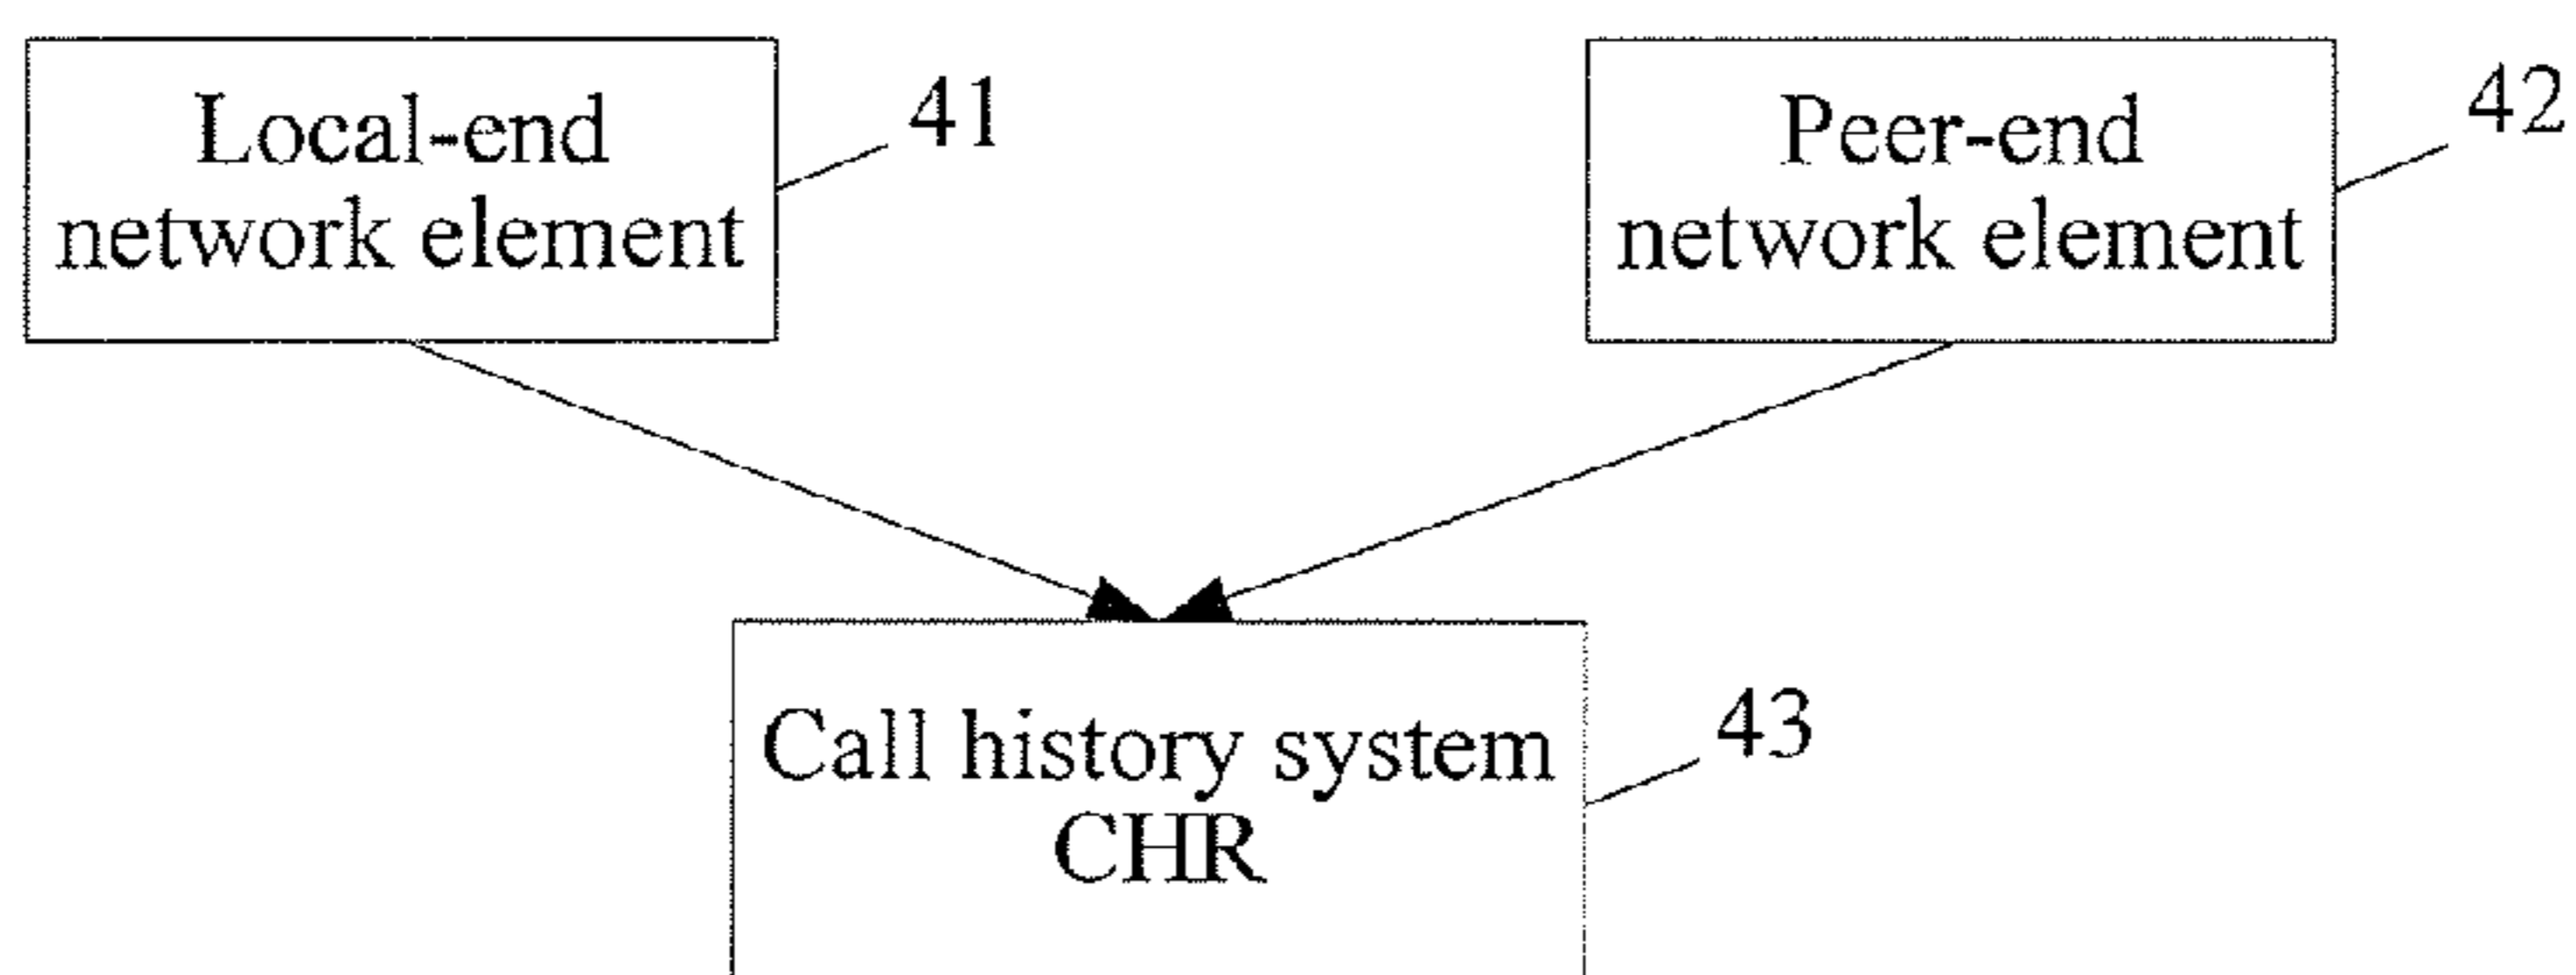 Local-end
network element
41
Peer-end
network element
42
Call history system
CHR
43